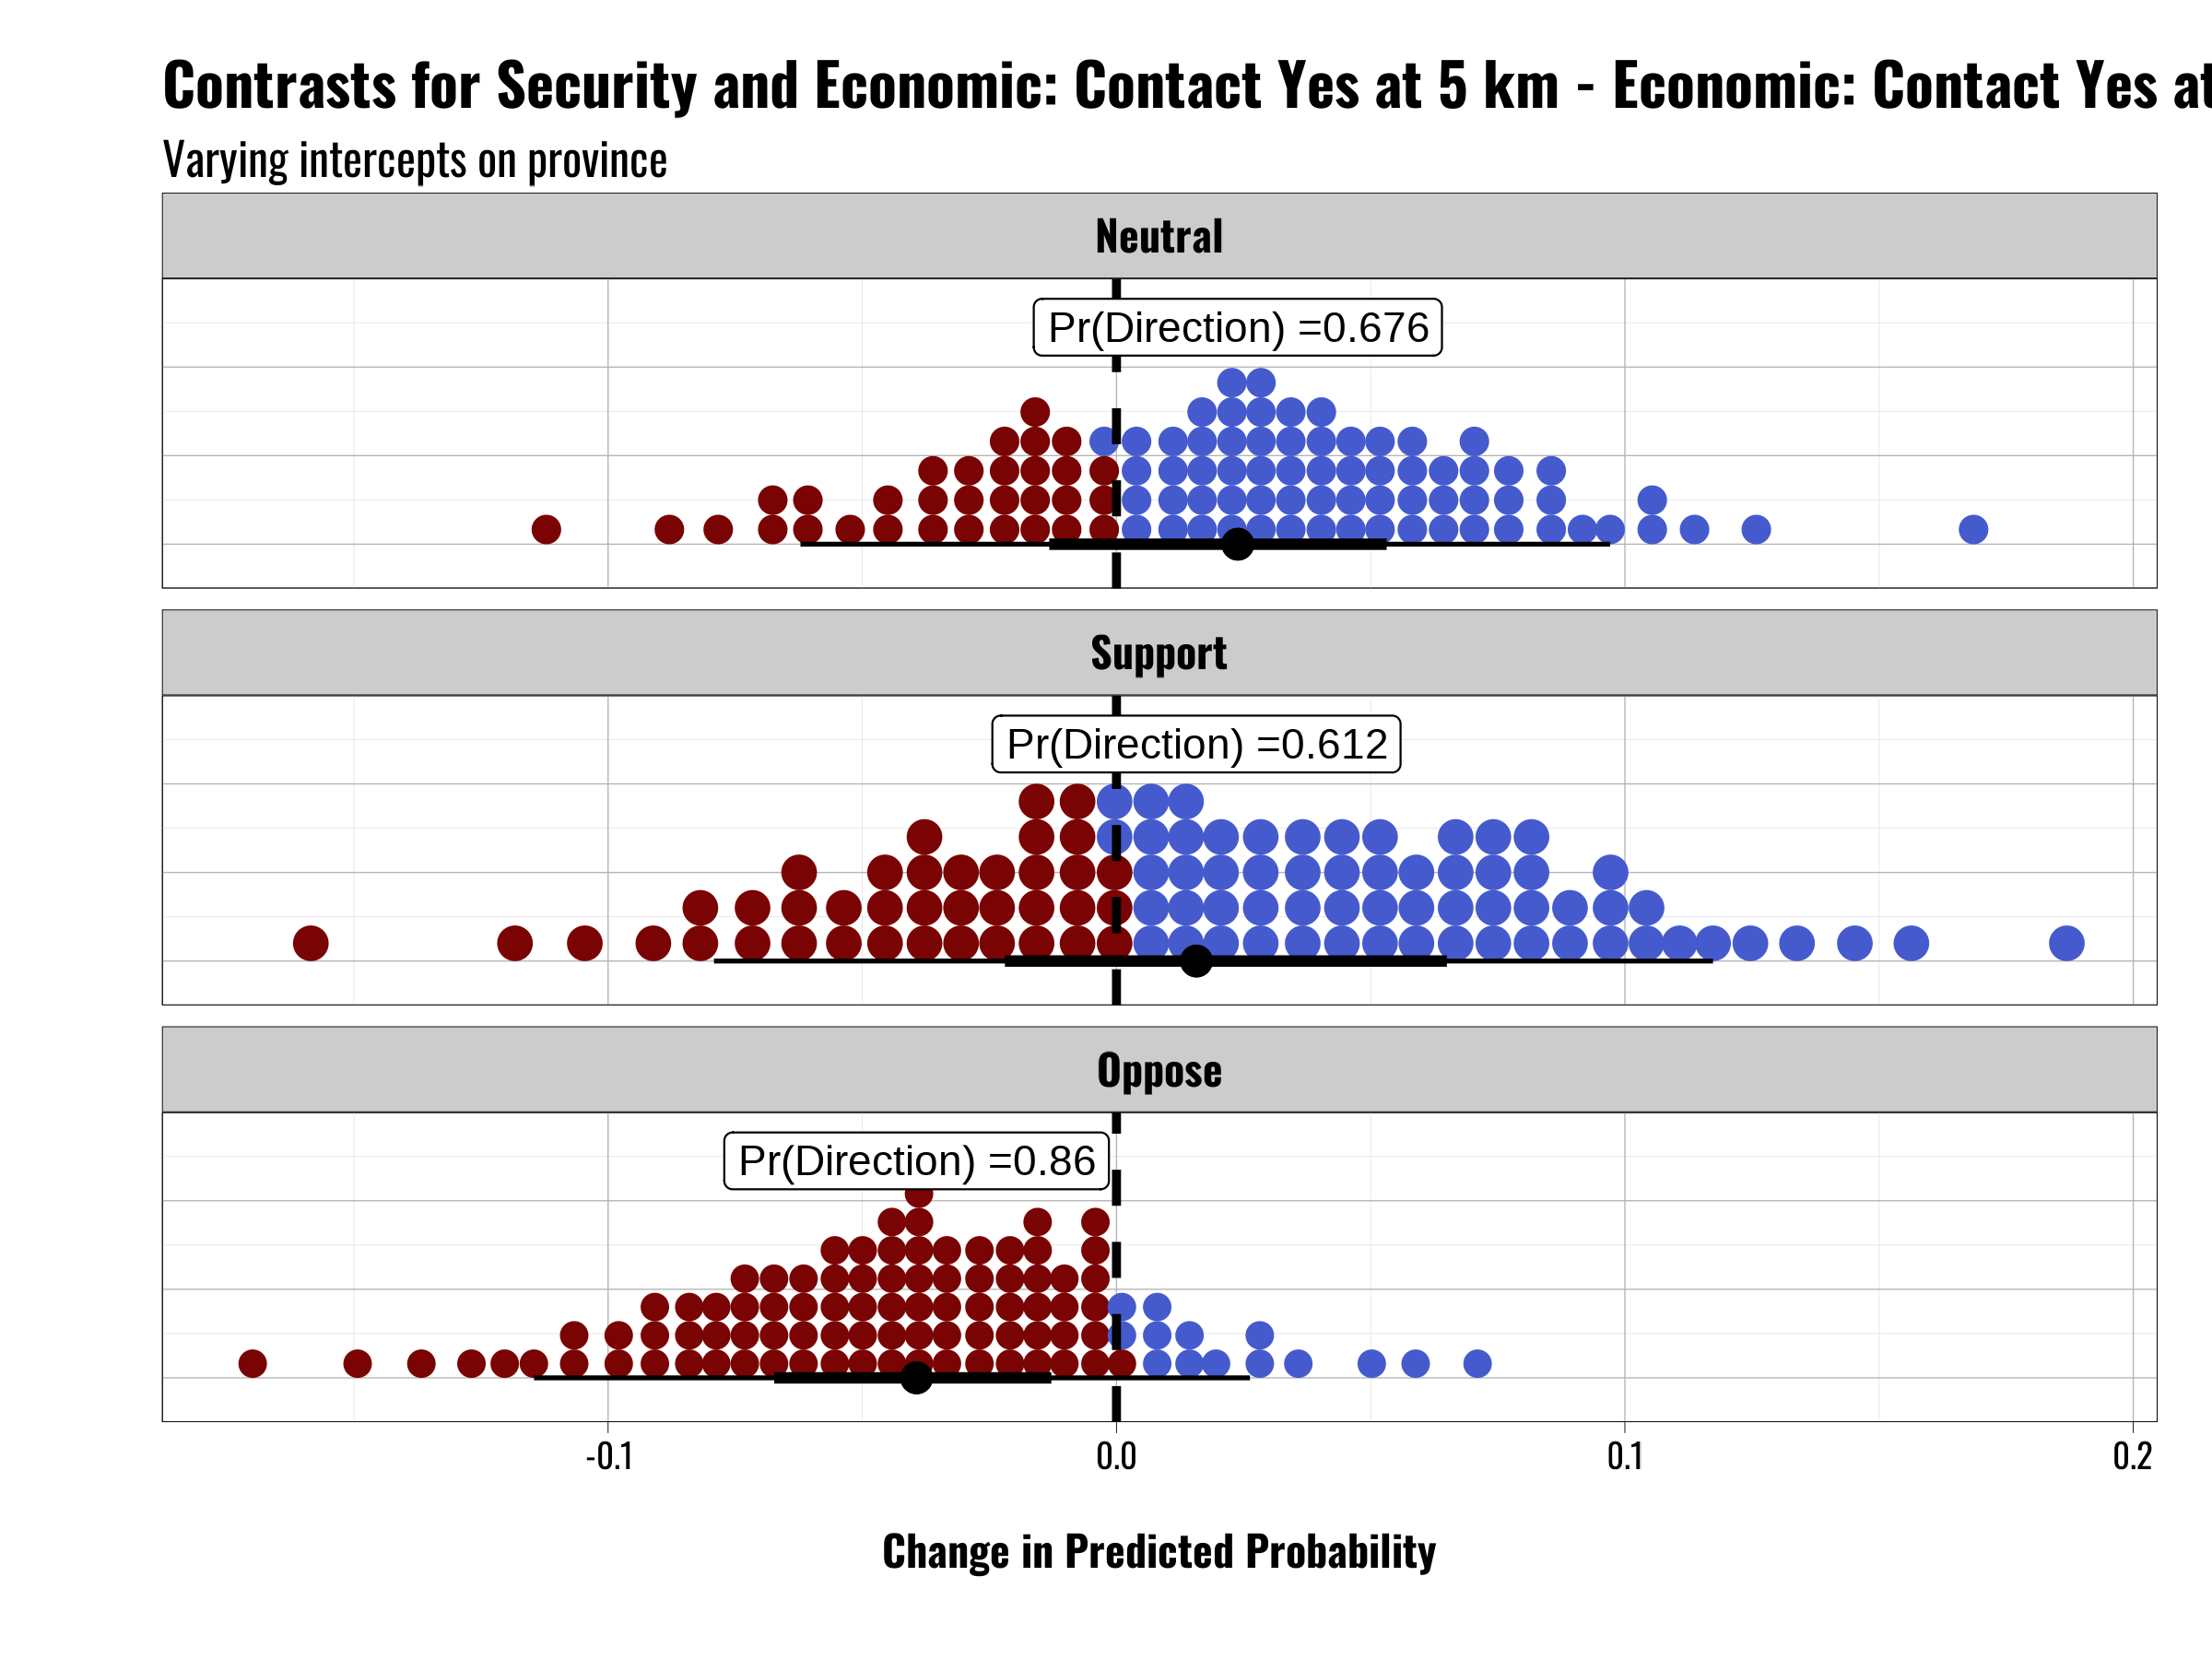 Contrasts for Security and Economic: Contact Yes at 5 km - Economic: Contact Yes at
Varying intercepts on province
Neutral
Pr(Direction) =0.676
Support
Pr(Direction) =0.612
Oppose
Pr(Direction) =0.86
-0.1 0.0 0.1 0.2
Change in Predicted Probability